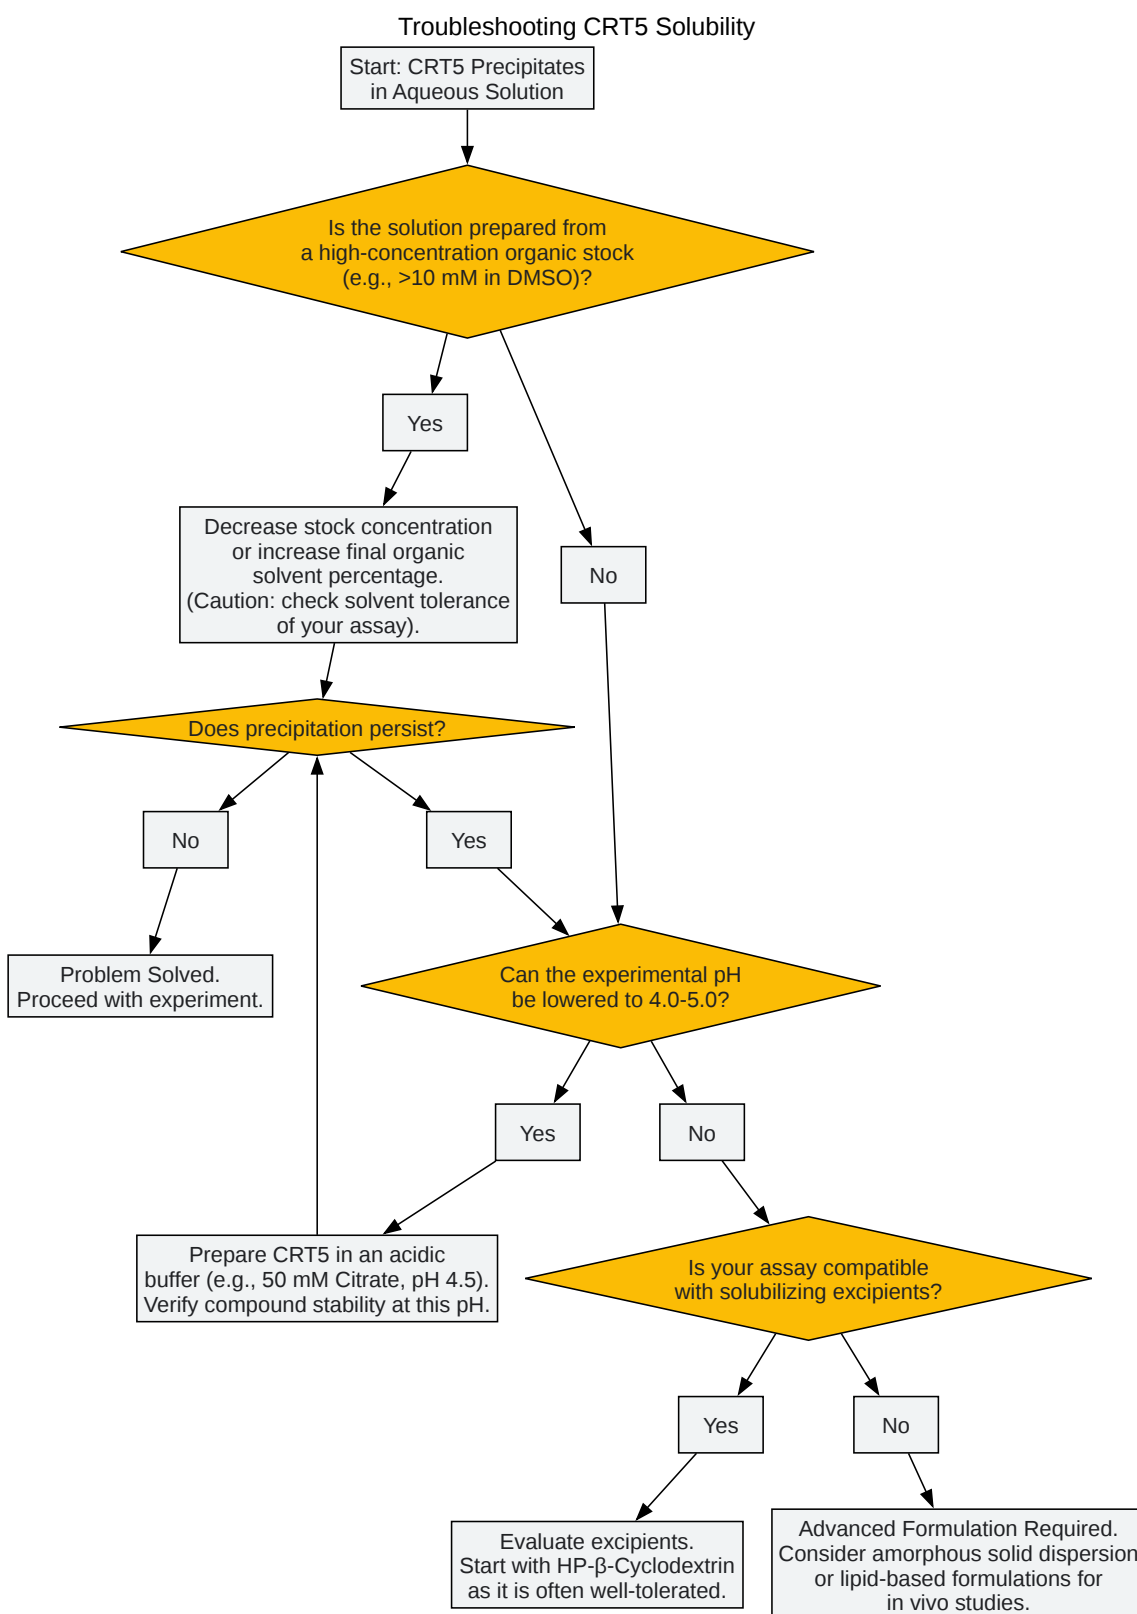 Troubleshooting CRT5 Solubility
Start: CRT5 Precipitates
in Aqueous Solution
Is the solution prepared from
a high-concentration organic stock
(e.g., >10 mM in DMSO)?
Yes
Decrease stock concentration
or increase final organic
solvent percentage.
(Caution: check solvent tolerance
of your assay).
No
Does precipitation persist?
No
Yes
Problem Solved.
Proceed with experiment.
Can the experimental pH
be lowered to 4.0-5.0?
Yes
No
Prepare CRT5 in an acidic
buffer (e.g., 50 mM Citrate, pH 4.5).
Verify compound stability at this pH.
Is your assay compatible
with solubilizing excipients?
Yes
No
Evaluate excipients.
Start with HP-β-Cyclodextrin
as it is often well-tolerated.
Advanced Formulation Required.
Consider amorphous solid dispersion
or lipid-based formulations for
in vivo studies.